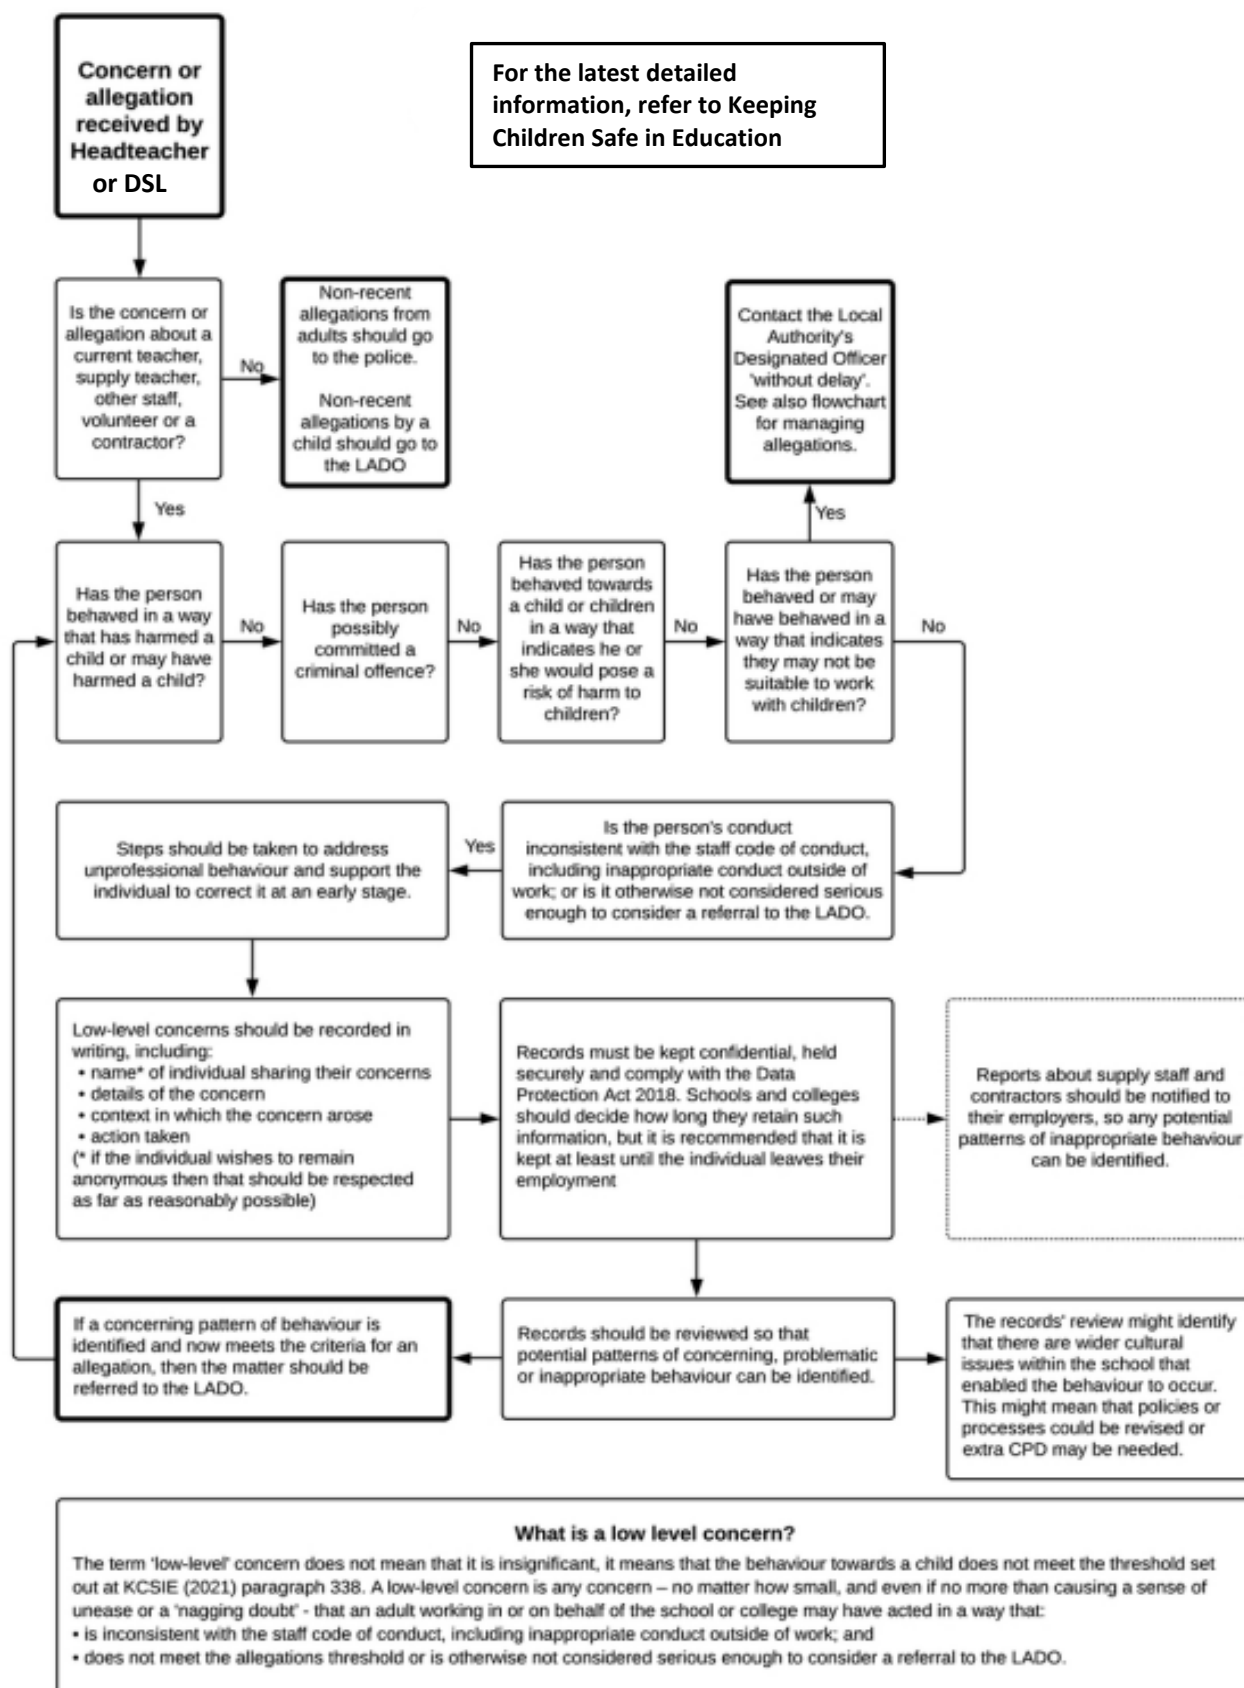 Concern or
allegation
received by
Headteacher
or DSL
For the latest detailed
information, refer to Keeping
Children Safe in Education
Is the concern or
allegation about a
current teacher,
supply teacher,
other staff,
volunteer or a
contractor?
No
Non-recent
allegations from
adults should go
to the police.
Non-recent
allegations by a
child should go to
the LADO
Contact the Local
Authority's
Designated Officer
'without delay'.
See also flowchart
for managing
allegations.
Yes
Yes
Has the person
behaved in a way
that has harmed a
child or may have
harmed a child?
No
Has the person
possibly
committed a
criminal offence?
No
Has the person
behaved towards
a child or children
in a way that
indicates he or
she would pose a
risk of harm to
children?
No
Has the person
behaved or may
have behaved in a
way that indicates
they may not be
suitable to work
with children?
No
Is the person's conduct
inconsistent with the staff code of conduct,
including inappropriate conduct outside of
work; or is it otherwise not considered serious
enough to consider a referral to the LADO.
Yes
Steps should be taken to address
unprofessional behaviour and support the
individual to correct it at an early stage.
Low-level concerns should be recorded in
writing, including:
• name* of individual sharing their concerns
• details of the concern
• context in which the concern arose
• action taken
(* if the individual wishes to remain
anonymous then that should be respected
as far as reasonably possible)
Records must be kept confidential, held
securely and comply with the Data
Protection Act 2018. Schools and colleges
should decide how long they retain such
information, but it is recommended that it is
kept at least until the individual leaves their
employment
Reports about supply staff and
contractors should be notified to
their employers, so any potential
patterns of inappropriate behaviour
can be identified.
If a concerning pattern of behaviour is
identified and now meets the criteria for an
allegation, then the matter should be
referred to the LADO.
Records should be reviewed so that
potential patterns of concerning, problematic
or inappropriate behaviour can be identified.
The records' review might identify
that there are wider cultural
issues within the school that
enabled the behaviour to occur.
This might mean that policies or
processes could be revised or
extra CPD may be needed.
What is a low level concern?
The term 'low-level' concern does not mean that it is insignificant, it means that the behaviour towards a child does not meet the threshold set
out at KCSIE (2021) paragraph 338. A low-level concern is any concern – no matter how small, and even if no more than causing a sense of
unease or a 'nagging doubt' - that an adult working in or on behalf of the school or college may have acted in a way that:
• is inconsistent with the staff code of conduct, including inappropriate conduct outside of work; and
• does not meet the allegations threshold or is otherwise not considered serious enough to consider a referral to the LADO.